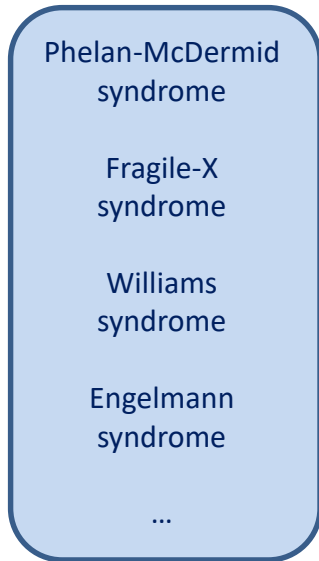 Phelan-McDermid
syndrome
Fragile-X
syndrome
Williams
syndrome
Engelmann
syndrome
...